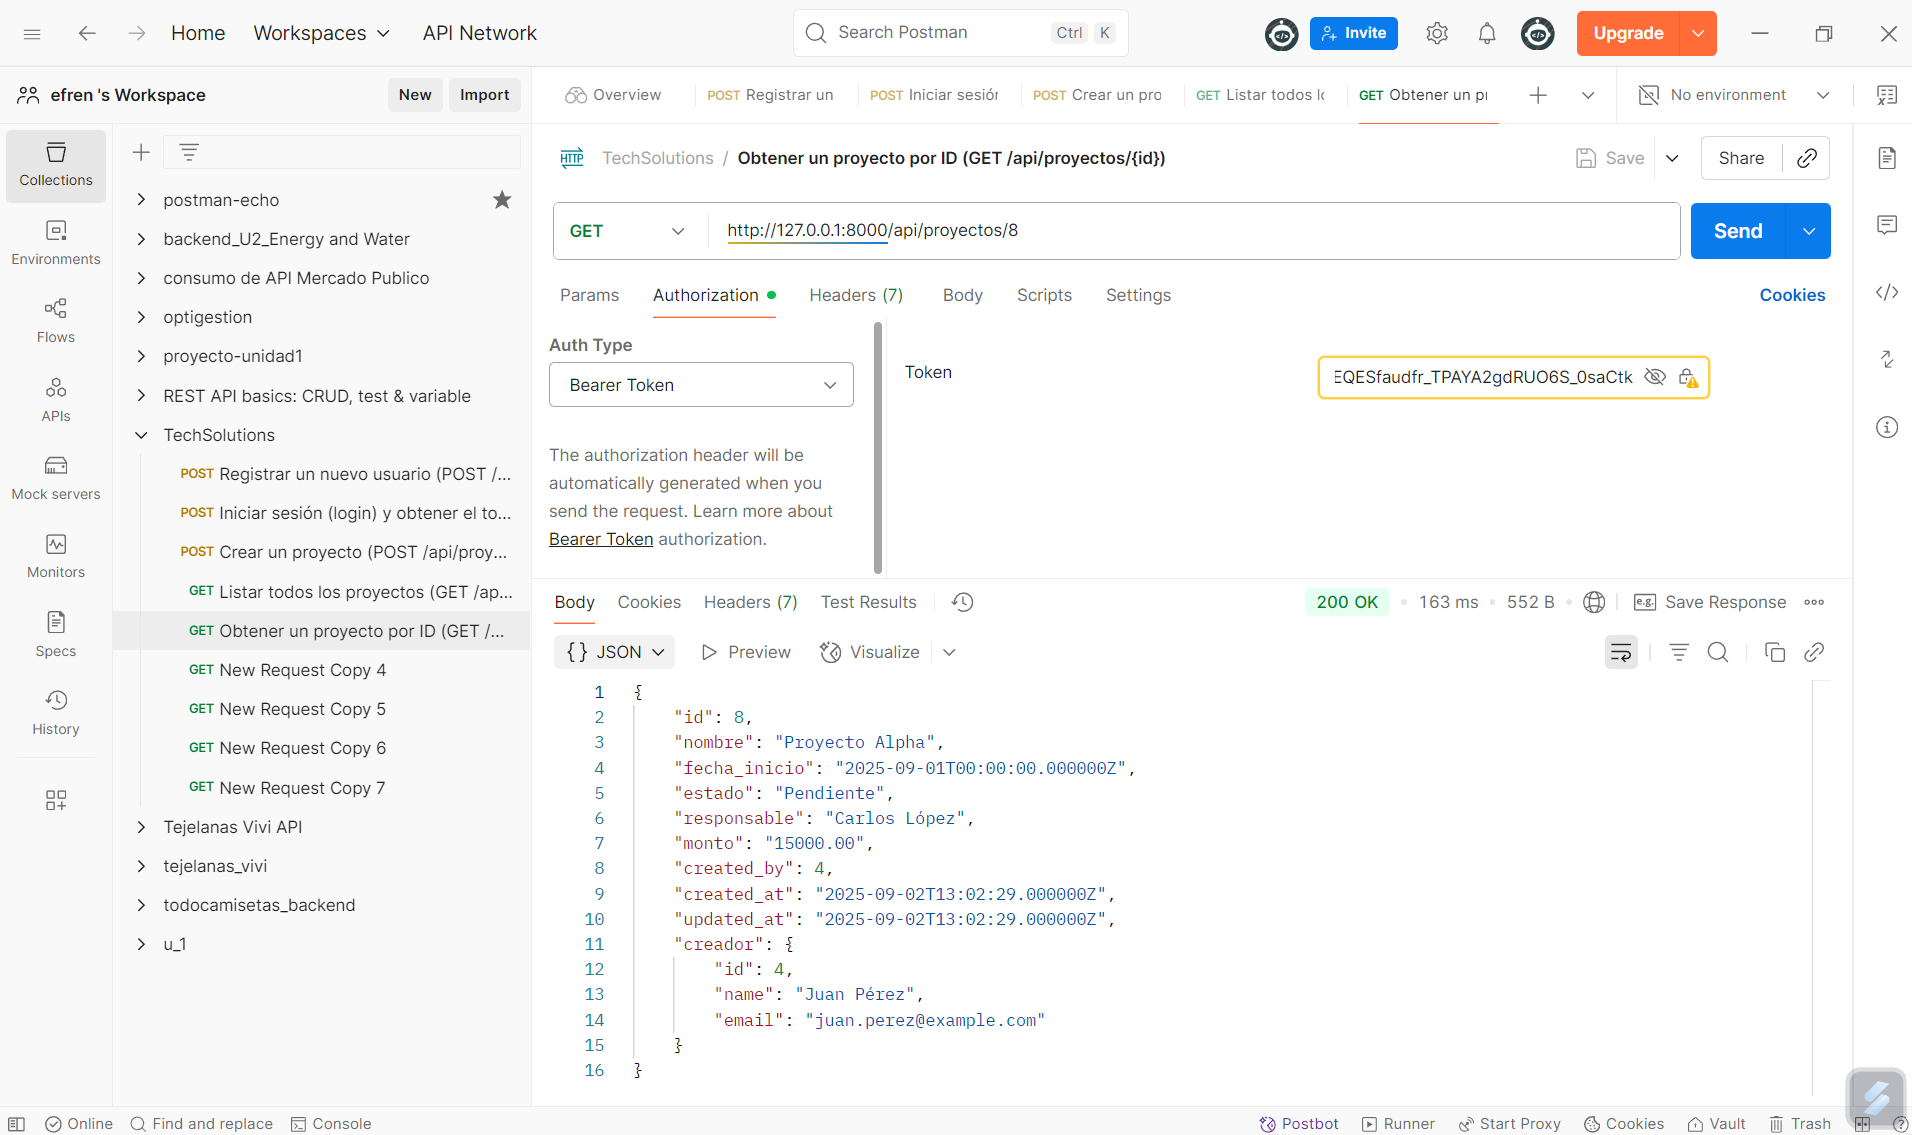 Home Workspaces API Network Search Postman Ctrl K Invite Upgrade
efren 's Workspace New Import Overview POST Registrar un POST Iniciar sesión POST Crear un pro GET Listar todos lo GET Obtener un pr No environment
Collections
Environments
Flows
APIs
Mock servers
Monitors
Specs
History
postman-echo
backend_U2_Energy and Water
consumo de API Mercado Publico
optigestion
proyecto-unidad1
REST API basics: CRUD, test & variable
TechSolutions
POST Registrar un nuevo usuario (POST /...
POST Iniciar sesión (login) y obtener el to...
POST Crear un proyecto (POST /api/proy...
GET Listar todos los proyectos (GET /ap...
GET Obtener un proyecto por ID (GET /...
GET New Request Copy 4
GET New Request Copy 5
GET New Request Copy 6
GET New Request Copy 7
Tejelanas Vivi API
tejelanas_vivi
todocamisetas_backend
u_1
HTTP TechSolutions / Obtener un proyecto por ID (GET /api/proyectos/{id}) Save Share
GET http://127.0.0.1:8000/api/proyectos/8 Send
Params Authorization Headers (7) Body Scripts Settings Cookies
Auth Type
Bearer Token
The authorization header will be
automatically generated when you
send the request. Learn more about
Bearer Token authorization.
Token EQESfaudfr_TPAYA2gdRUO6S_0saCtk
Body Cookies Headers (7) Test Results 200 OK 163 ms 552 B e.g. Save Response
{} JSON Preview Visualize
1 {
2 "id": 8,
3 "nombre": "Proyecto Alpha",
4 "fecha_inicio": "2025-09-01T00:00:00.000000Z",
5 "estado": "Pendiente",
6 "responsable": "Carlos López",
7 "monto": "15000.00",
8 "created_by": 4,
9 "created_at": "2025-09-02T13:02:29.000000Z",
10 "updated_at": "2025-09-02T13:02:29.000000Z",
11 "creador": {
12 "id": 4,
13 "name": "Juan Pérez",
14 "email": "juan.perez@example.com"
15 }
16 }
Online Find and replace Console Postbot Runner Start Proxy Cookies Vault Trash